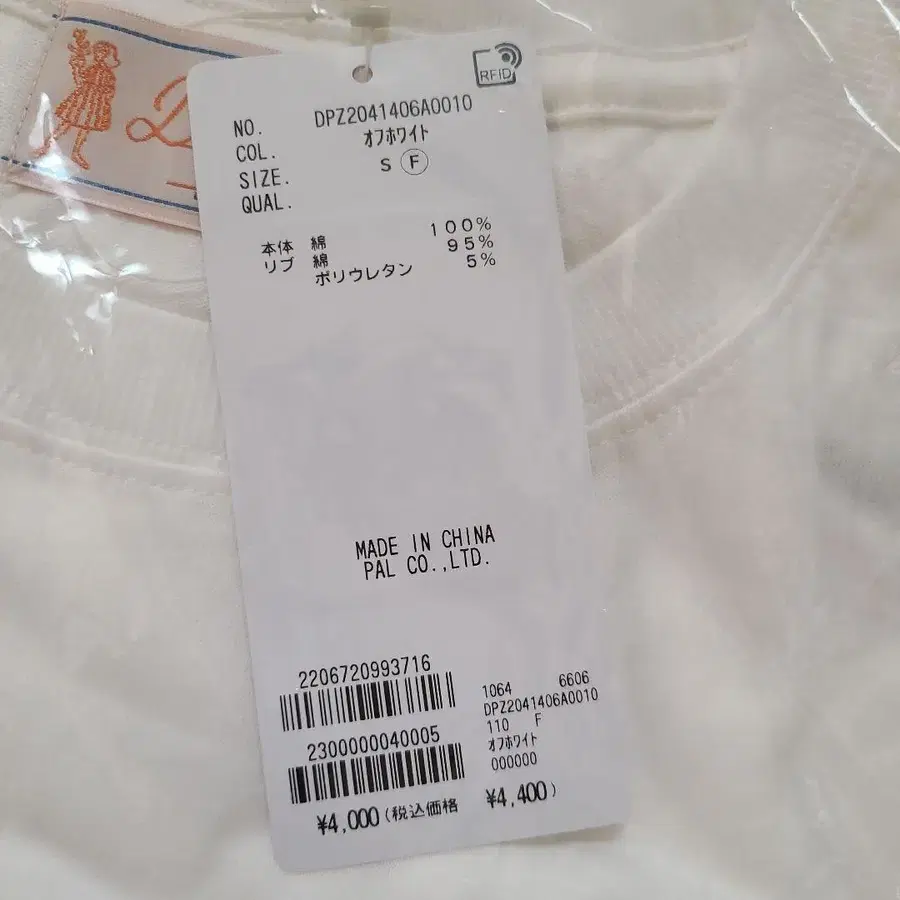 RFID
NO. DPZ2041406A0010
COL. オフホワイト
SIZE. S F
QUAL.
本体 綿 100%
リブ 綿 95%
ポリウレタン 5%
MADE IN CHINA
PAL CO.,LTD.
2206720993716
2300000040005
1064 6606
DPZ2041406A0010
110 F
オフホワイト
000000
¥4,000(税込価格 ¥4,400)